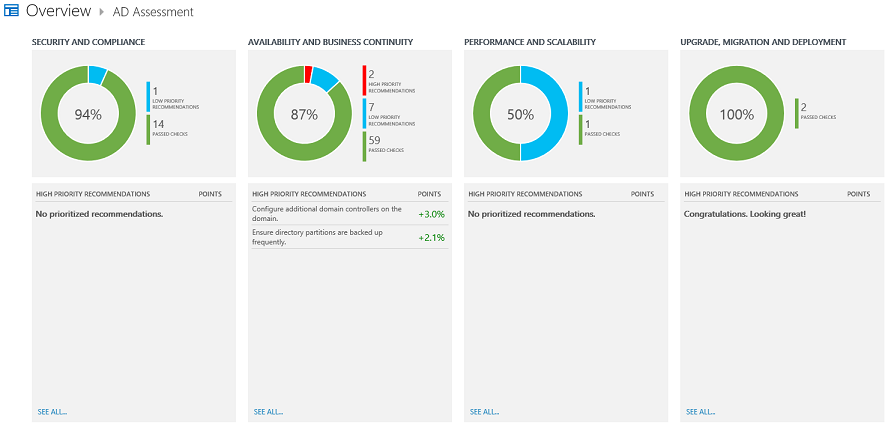 Overview ▸ AD Assessment
SECURITY AND COMPLIANCE
94%
1
LOW PRIORITY
RECOMMENDATIONS
14
PASSED CHECKS
HIGH PRIORITY RECOMMENDATIONS POINTS
No prioritized recommendations.
SEE ALL...
AVAILABILITY AND BUSINESS CONTINUITY
87%
2
HIGH PRIORITY
RECOMMENDATIONS
7
LOW PRIORITY
RECOMMENDATIONS
59
PASSED CHECKS
HIGH PRIORITY RECOMMENDATIONS POINTS
Configure additional domain controllers on the
domain. +3.0%
Ensure directory partitions are backed up
frequently. +2.1%
SEE ALL...
PERFORMANCE AND SCALABILITY
50%
1
LOW PRIORITY
RECOMMENDATIONS
1
PASSED CHECKS
HIGH PRIORITY RECOMMENDATIONS POINTS
No prioritized recommendations.
SEE ALL...
UPGRADE, MIGRATION AND DEPLOYMENT
100%
2
PASSED CHECKS
HIGH PRIORITY RECOMMENDATIONS POINTS
Congratulations. Looking great!
SEE ALL...